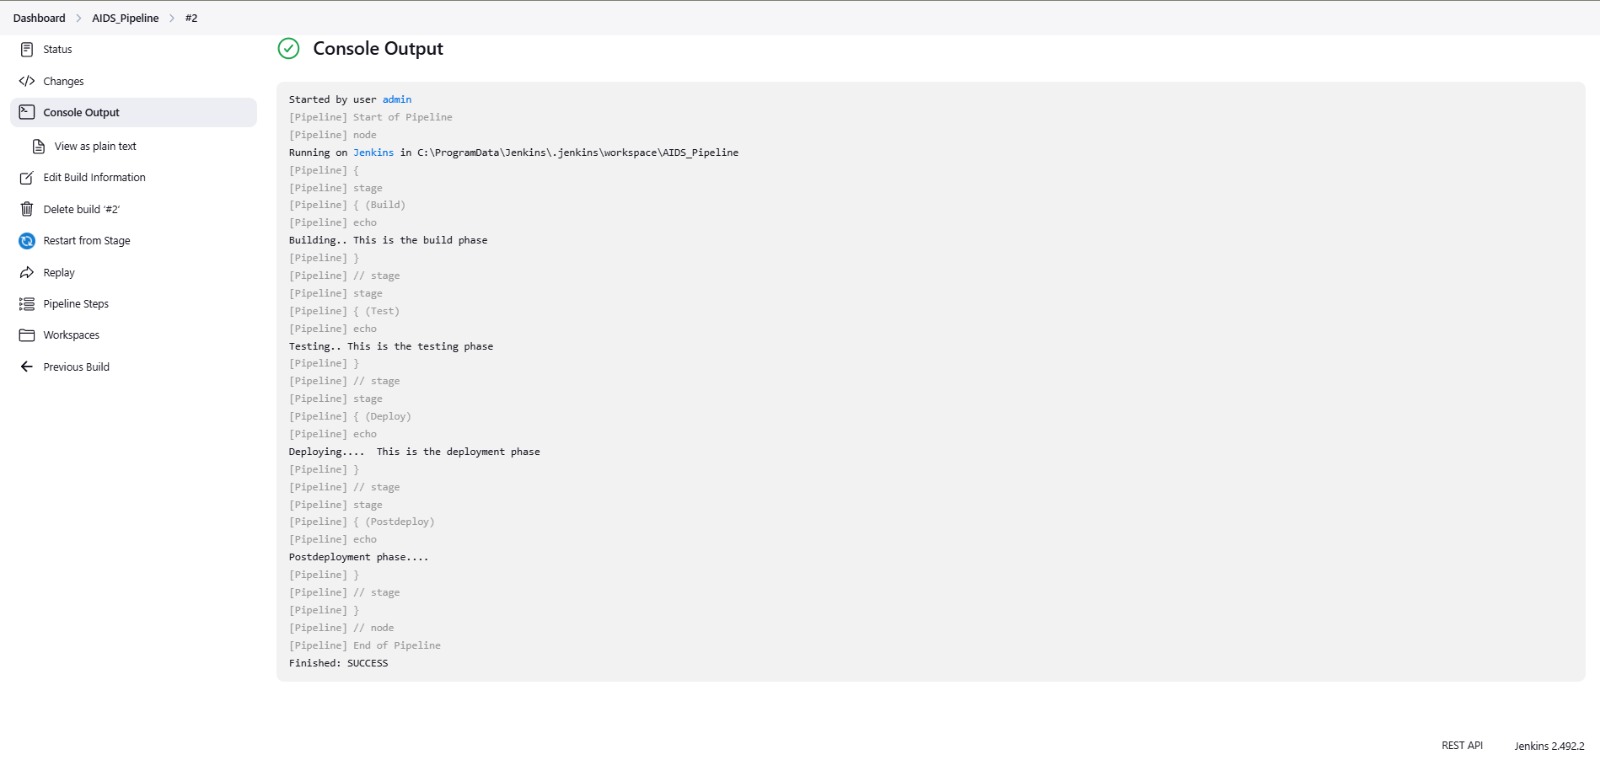 Dashboard > AIDS_Pipeline > #2
Status
Changes
Console Output
View as plain text
Edit Build Information
Delete build ‘#2’
Restart from Stage
Replay
Pipeline Steps
Workspaces
Previous Build
Console Output
Started by user admin
[Pipeline] Start of Pipeline
[Pipeline] node
Running on Jenkins in C:\ProgramData\Jenkins\.jenkins\workspace\AIDS_Pipeline
[Pipeline] {
[Pipeline] stage
[Pipeline] { (Build)
[Pipeline] echo
Building.. This is the build phase
[Pipeline] }
[Pipeline] // stage
[Pipeline] stage
[Pipeline] { (Test)
[Pipeline] echo
Testing.. This is the testing phase
[Pipeline] }
[Pipeline] // stage
[Pipeline] stage
[Pipeline] { (Deploy)
[Pipeline] echo
Deploying....  This is the deployment phase
[Pipeline] }
[Pipeline] // stage
[Pipeline] stage
[Pipeline] { (Postdeploy)
[Pipeline] echo
Postdeployment phase....
[Pipeline] }
[Pipeline] // stage
[Pipeline] }
[Pipeline] // node
[Pipeline] End of Pipeline
Finished: SUCCESS
REST API Jenkins 2.492.2